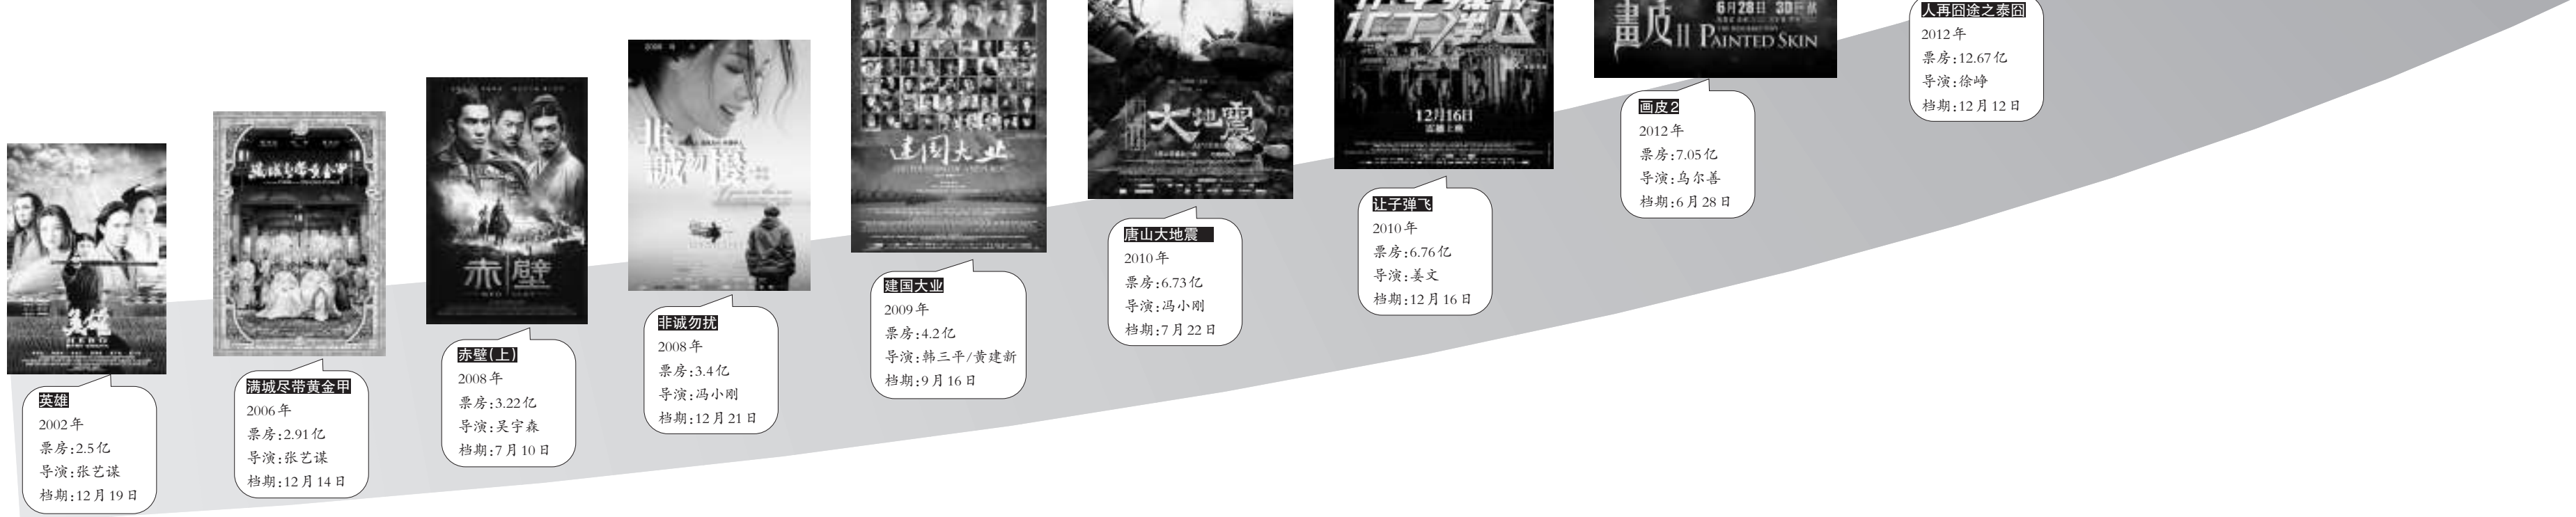 英雄
2002年
票房:2.5亿
导演:张艺谋
档期:12月19日
满城尽带黄金甲
2006年
票房:2.91亿
导演:张艺谋
档期:12月14日
赤壁
赤壁(上)
2008年
票房:3.22亿
导演:吴宇森
档期:7月10日
非诚勿扰
2008年
票房:3.4亿
导演:冯小刚
档期:12月21日
建国大业
建国大业
2009年
票房:4.2亿
导演:韩三平/黄建新
档期:9月16日
大地震
唐山大地震
2010年
票房:6.73亿
导演:冯小刚
档期:7月22日
让子弹飞
12月16日
让子弹飞
2010年
票房:6.76亿
导演:姜文
档期:12月16日
6月28日 3D
畫皮II PAINTED SKIN
画皮2
2012年
票房:7.05亿
导演:乌尔善
档期:6月28日
人再囧途之泰囧
2012年
票房:12.67亿
导演:徐峥
档期:12月12日